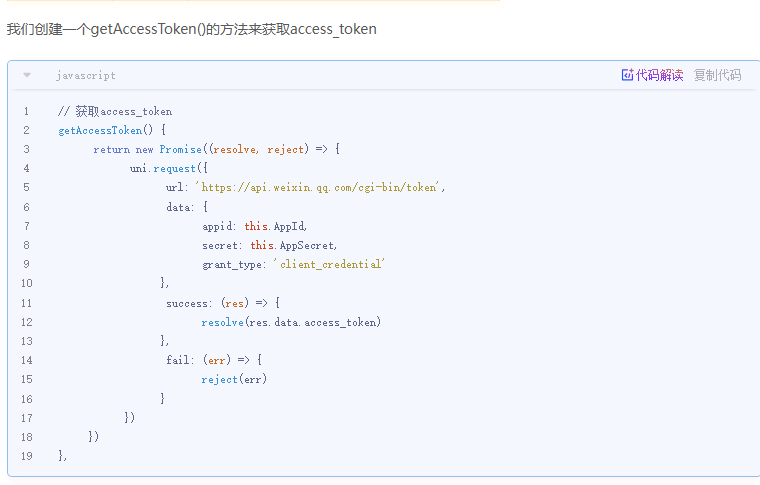 我们创建一个getAccessToken()的方法来获取access_token
javascript 代码解读 复制代码
1 // 获取access_token
2 getAccessToken() {
3 return new Promise((resolve, reject) => {
4 uni.request({
5 url: 'https://api.weixin.qq.com/cgi-bin/token',
6 data: {
7 appid: this.AppId,
8 secret: this.AppSecret,
9 grant_type: 'client_credential'
10 },
11 success: (res) => {
12 resolve(res.data.access_token)
13 },
14 fail: (err) => {
15 reject(err)
16 }
17 })
18 })
19 },